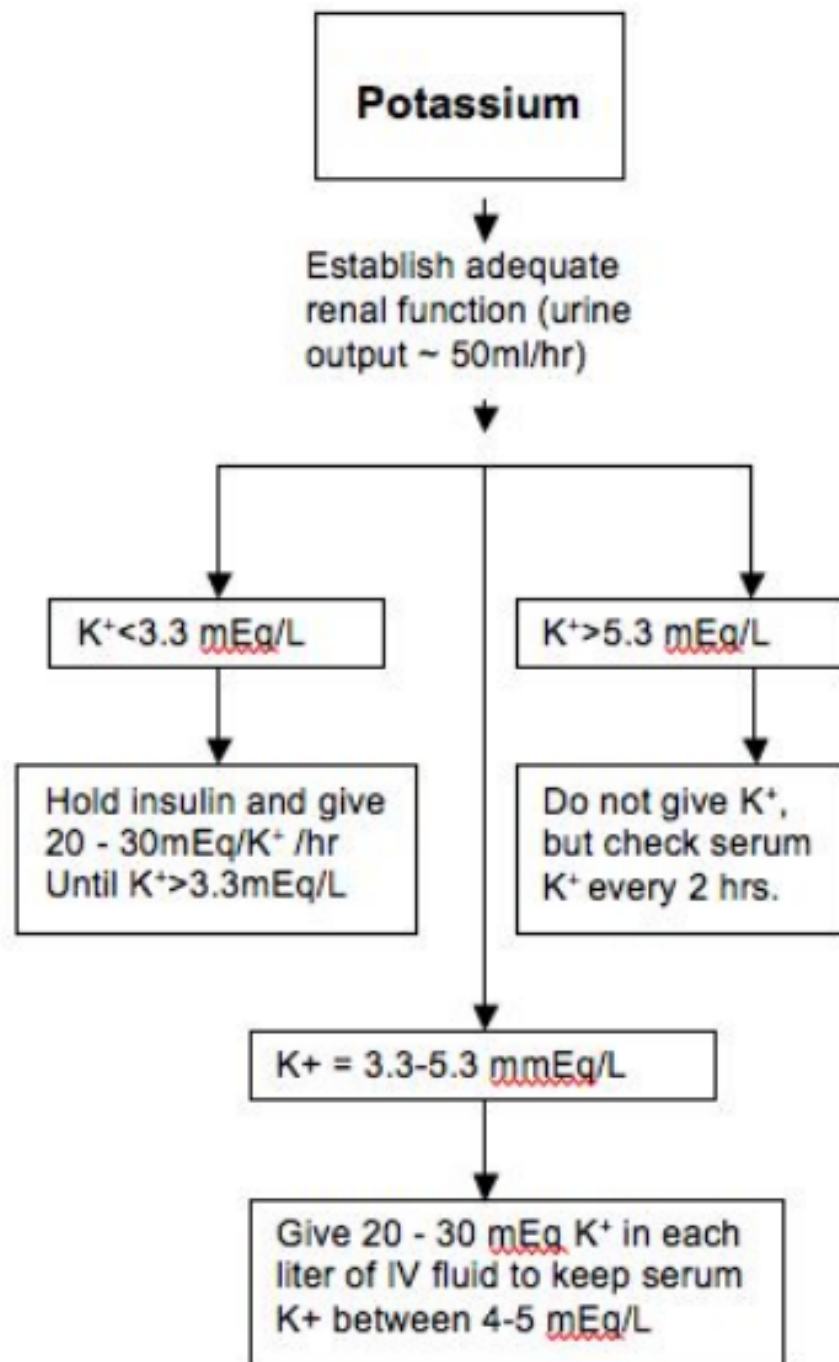 Potassium
Establish adequate
renal function (urine
output ~ 50ml/hr)
K⁺<3.3 mEq/L
K⁺>5.3 mEq/L
Hold insulin and give
20 - 30mEq/K⁺ /hr
Until K⁺>3.3mEq/L
Do not give K⁺,
but check serum
K⁺ every 2 hrs.
K+ = 3.3-5.3 mmEq/L
Give 20 - 30 mEq K⁺ in each
liter of IV fluid to keep serum
K+ between 4-5 mEq/L